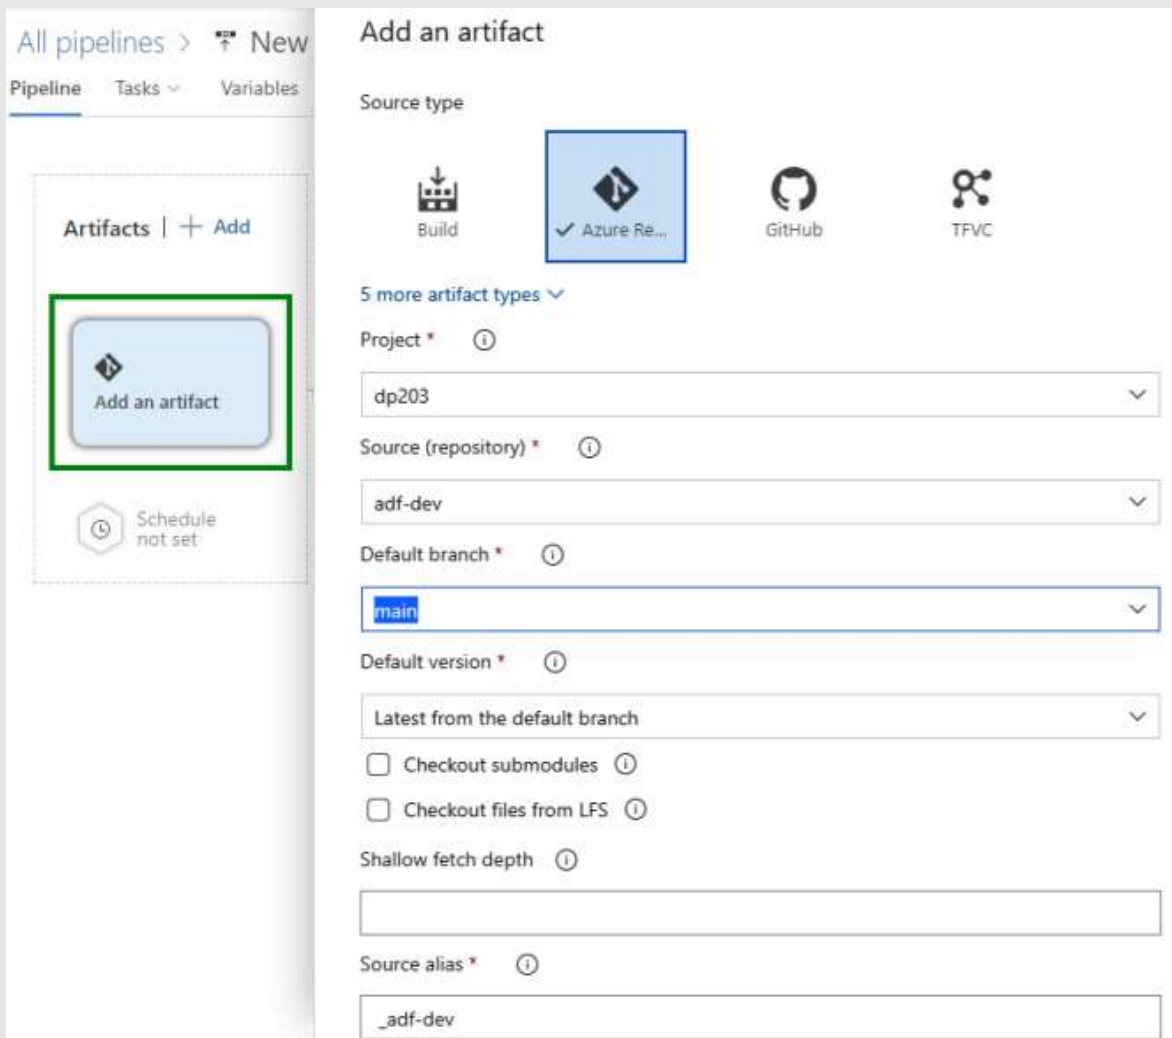 All pipelines > New
Pipeline Tasks Variables
Artifacts | + Add
Add an artifact
Schedule
not set
Add an artifact
Source type
Build
Azure Re...
GitHub
TFVC
5 more artifact types
Project *
dp203
Source (repository) *
adf-dev
Default branch *
main
Default version *
Latest from the default branch
Checkout submodules
Checkout files from LFS
Shallow fetch depth
Source alias *
_adf-dev